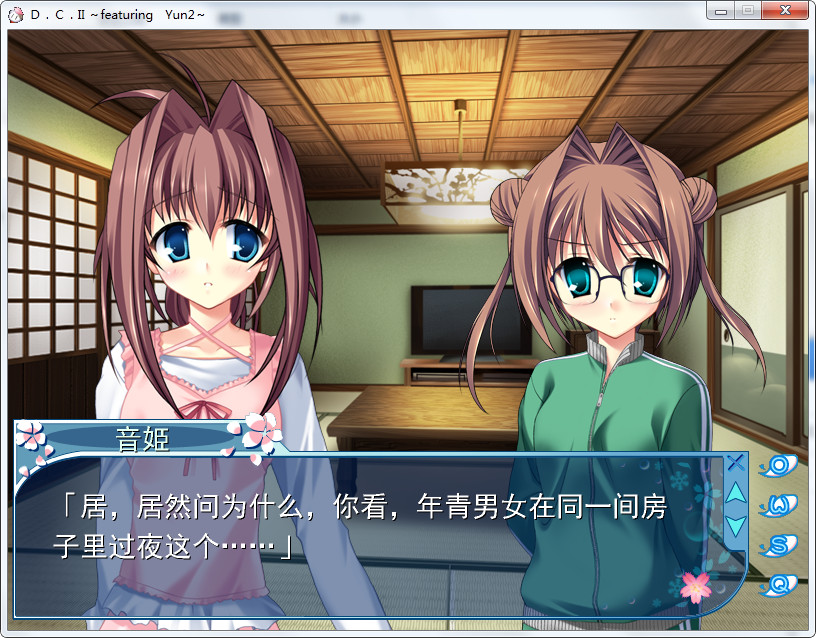 D．C．II ~featuring Yun2~
音姫
「居，居然问为什么，你看，年青男女在同一间房
子里过夜这个……」
O
W
S
Q